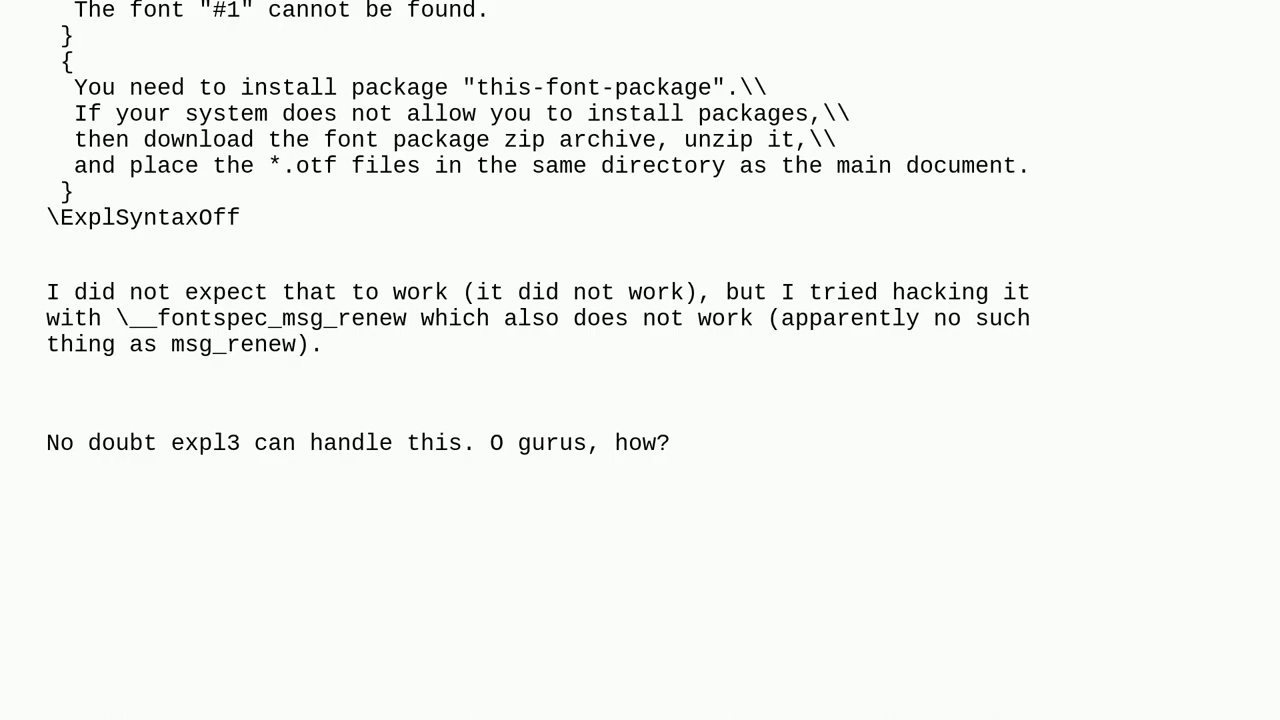 The font "#1" cannot be found.
}
{
You need to install package "this-font-package".\\
If your system does not allow you to install packages,\\
then download the font package zip archive, unzip it,\\
and place the *.otf files in the same directory as the main document.
}
\ExplSyntaxOff
I did not expect that to work (it did not work), but I tried hacking it
with \__fontspec_msg_renew which also does not work (apparently no such
thing as msg_renew).
No doubt expl3 can handle this. O gurus, how?